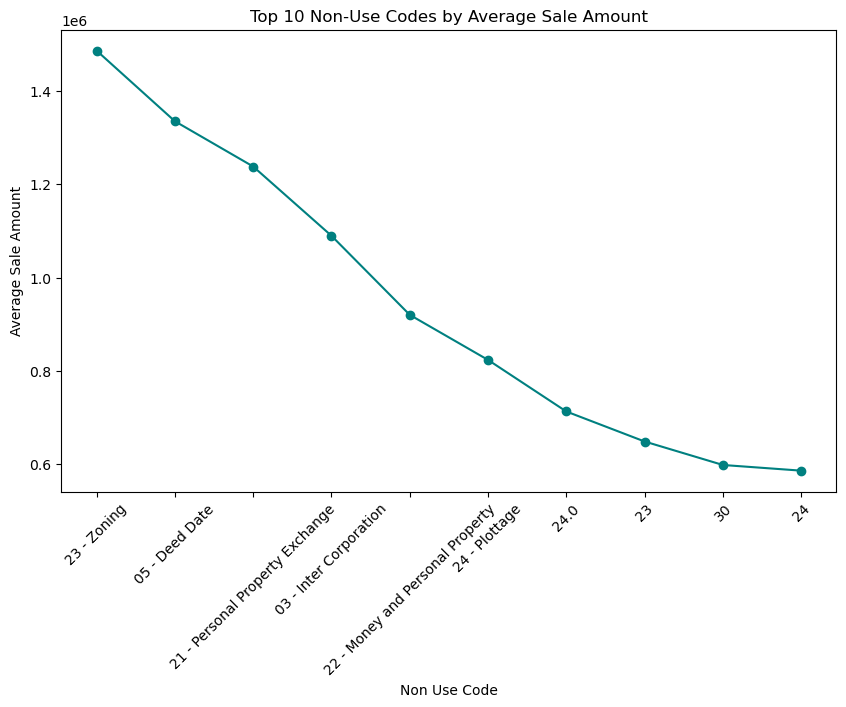 Top 10 Non-Use Codes by Average Sale Amount
1e6
1.4
1.2
1.0
0.8
0.6
Average Sale Amount
23 - Zoning
05 - Deed Date
21 - Personal Property Exchange
03 - Inter Corporation
22 - Money and Personal Property
24 - Plottage
24.0
23
30
24
Non Use Code